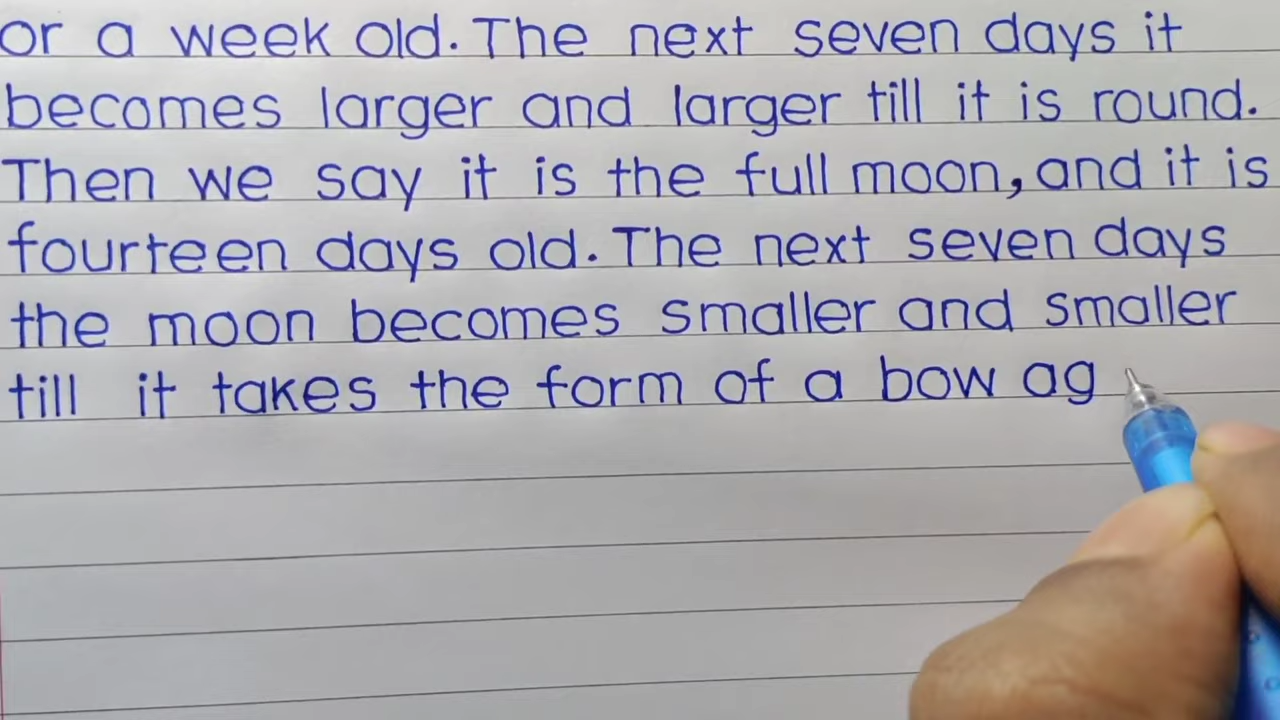 or a week old. The next seven days it
becomes larger and larger till it is round.
Then we say it is the full moon, and it is
fourteen days old. The next seven days
the moon becomes smaller and smaller
till it takes the form of a bow ag